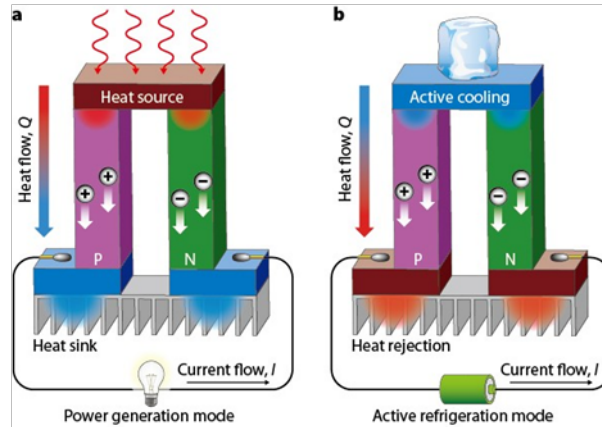 a
Heat source
Heat flow, Q
+
+
−
−
P
N
Heat sink
Current flow, I
Power generation mode
b
Active cooling
Heat flow, Q
+
+
−
−
P
N
Heat rejection
Current flow, I
Active refrigeration mode